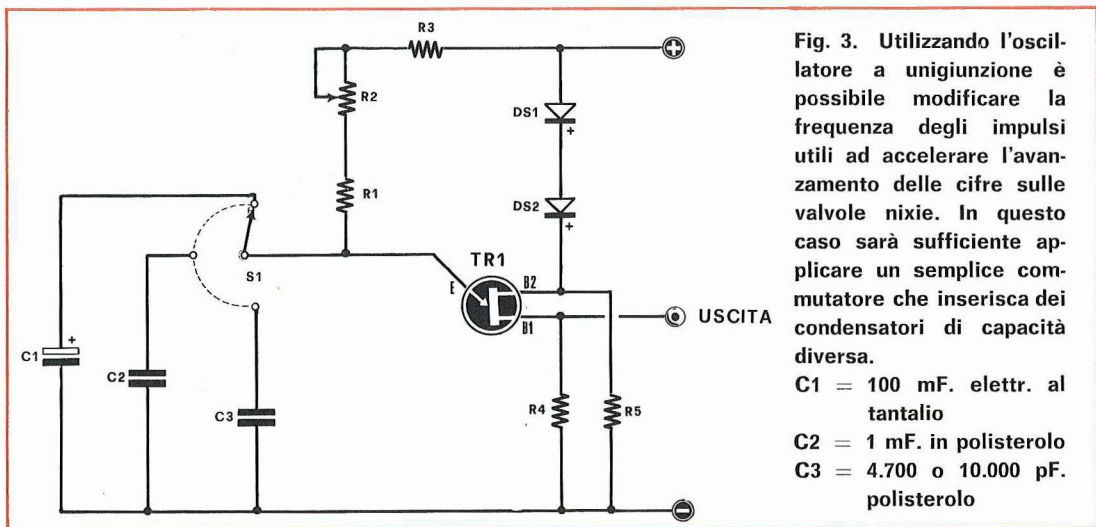 R3
R2
DS1
+
R1
DS2
+
TR1
S1
E
B2
B1
USCITA
+
C1
C2
C3
R4
R5
Fig. 3. Utilizzando l'oscil-
latore a unigiunzione è
possibile modificare la
frequenza degli impulsi
utili ad accelerare l'avan-
zamento delle cifre sulle
valvole nixie. In questo
caso sarà sufficiente ap-
plicare un semplice com-
mutatore che inserisca dei
condensatori di capacità
diversa.
C1 = 100 mF. elettr. al
tantalio
C2 = 1 mF. in polisterolo
C3 = 4.700 o 10.000 pF.
polisterolo